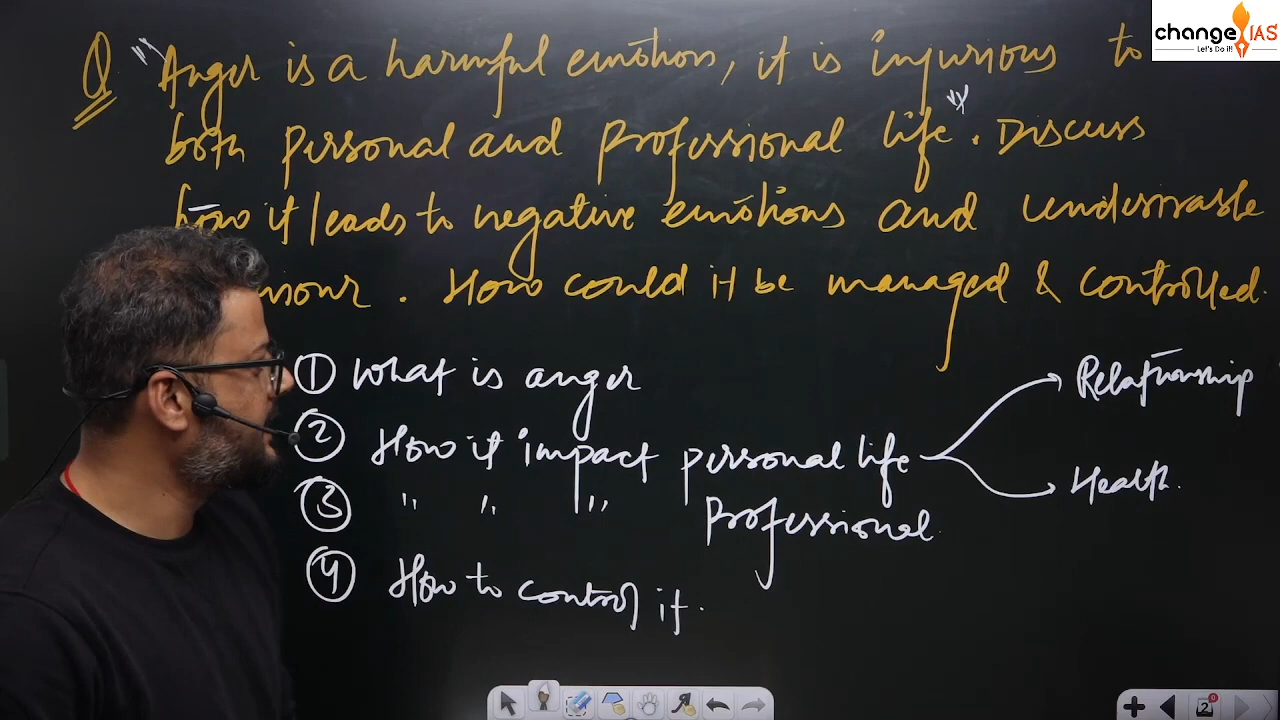 change IAS
Let's Do it!
Q "Anger is a harmful emotion, it is injurious to
both personal and professional life". Discuss
how it leads to negative emotions and undesirable
. How could it be managed & controlled.
① What is anger
② How it impact personal life
Relationship
Health.
③ " " " Professional.
④ How to control it.
2